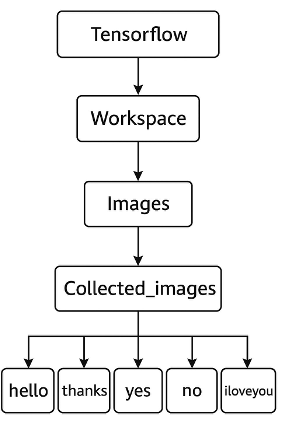 Tensorflow
Workspace
Images
Collected_images
hello thanks yes no iloveyou